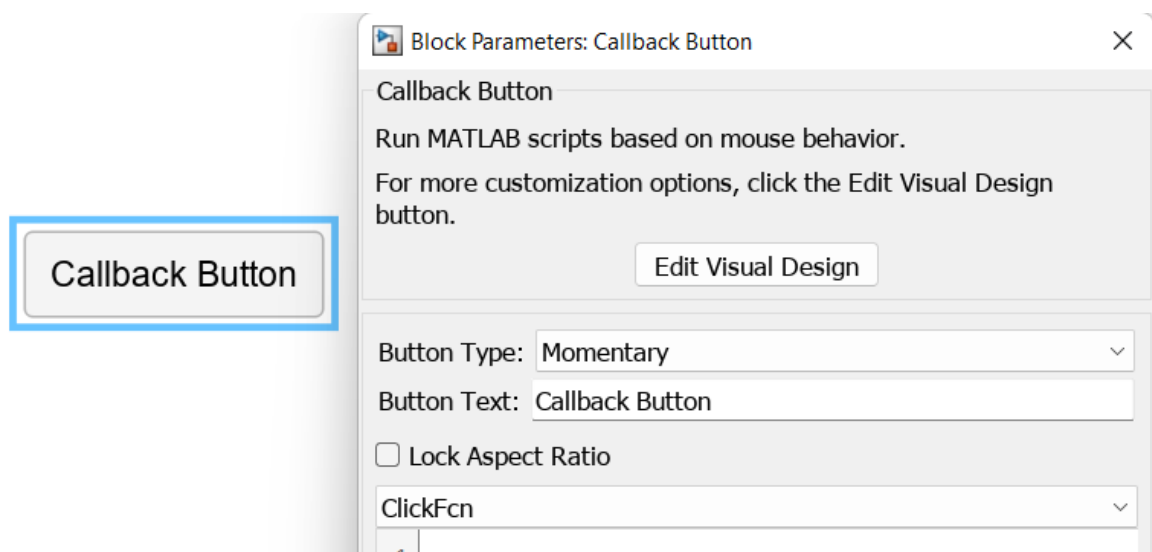 Block Parameters: Callback Button
Callback Button
Run MATLAB scripts based on mouse behavior.
For more customization options, click the Edit Visual Design
button.
Callback Button
Edit Visual Design
Button Type: Momentary
Button Text: Callback Button
Lock Aspect Ratio
ClickFcn